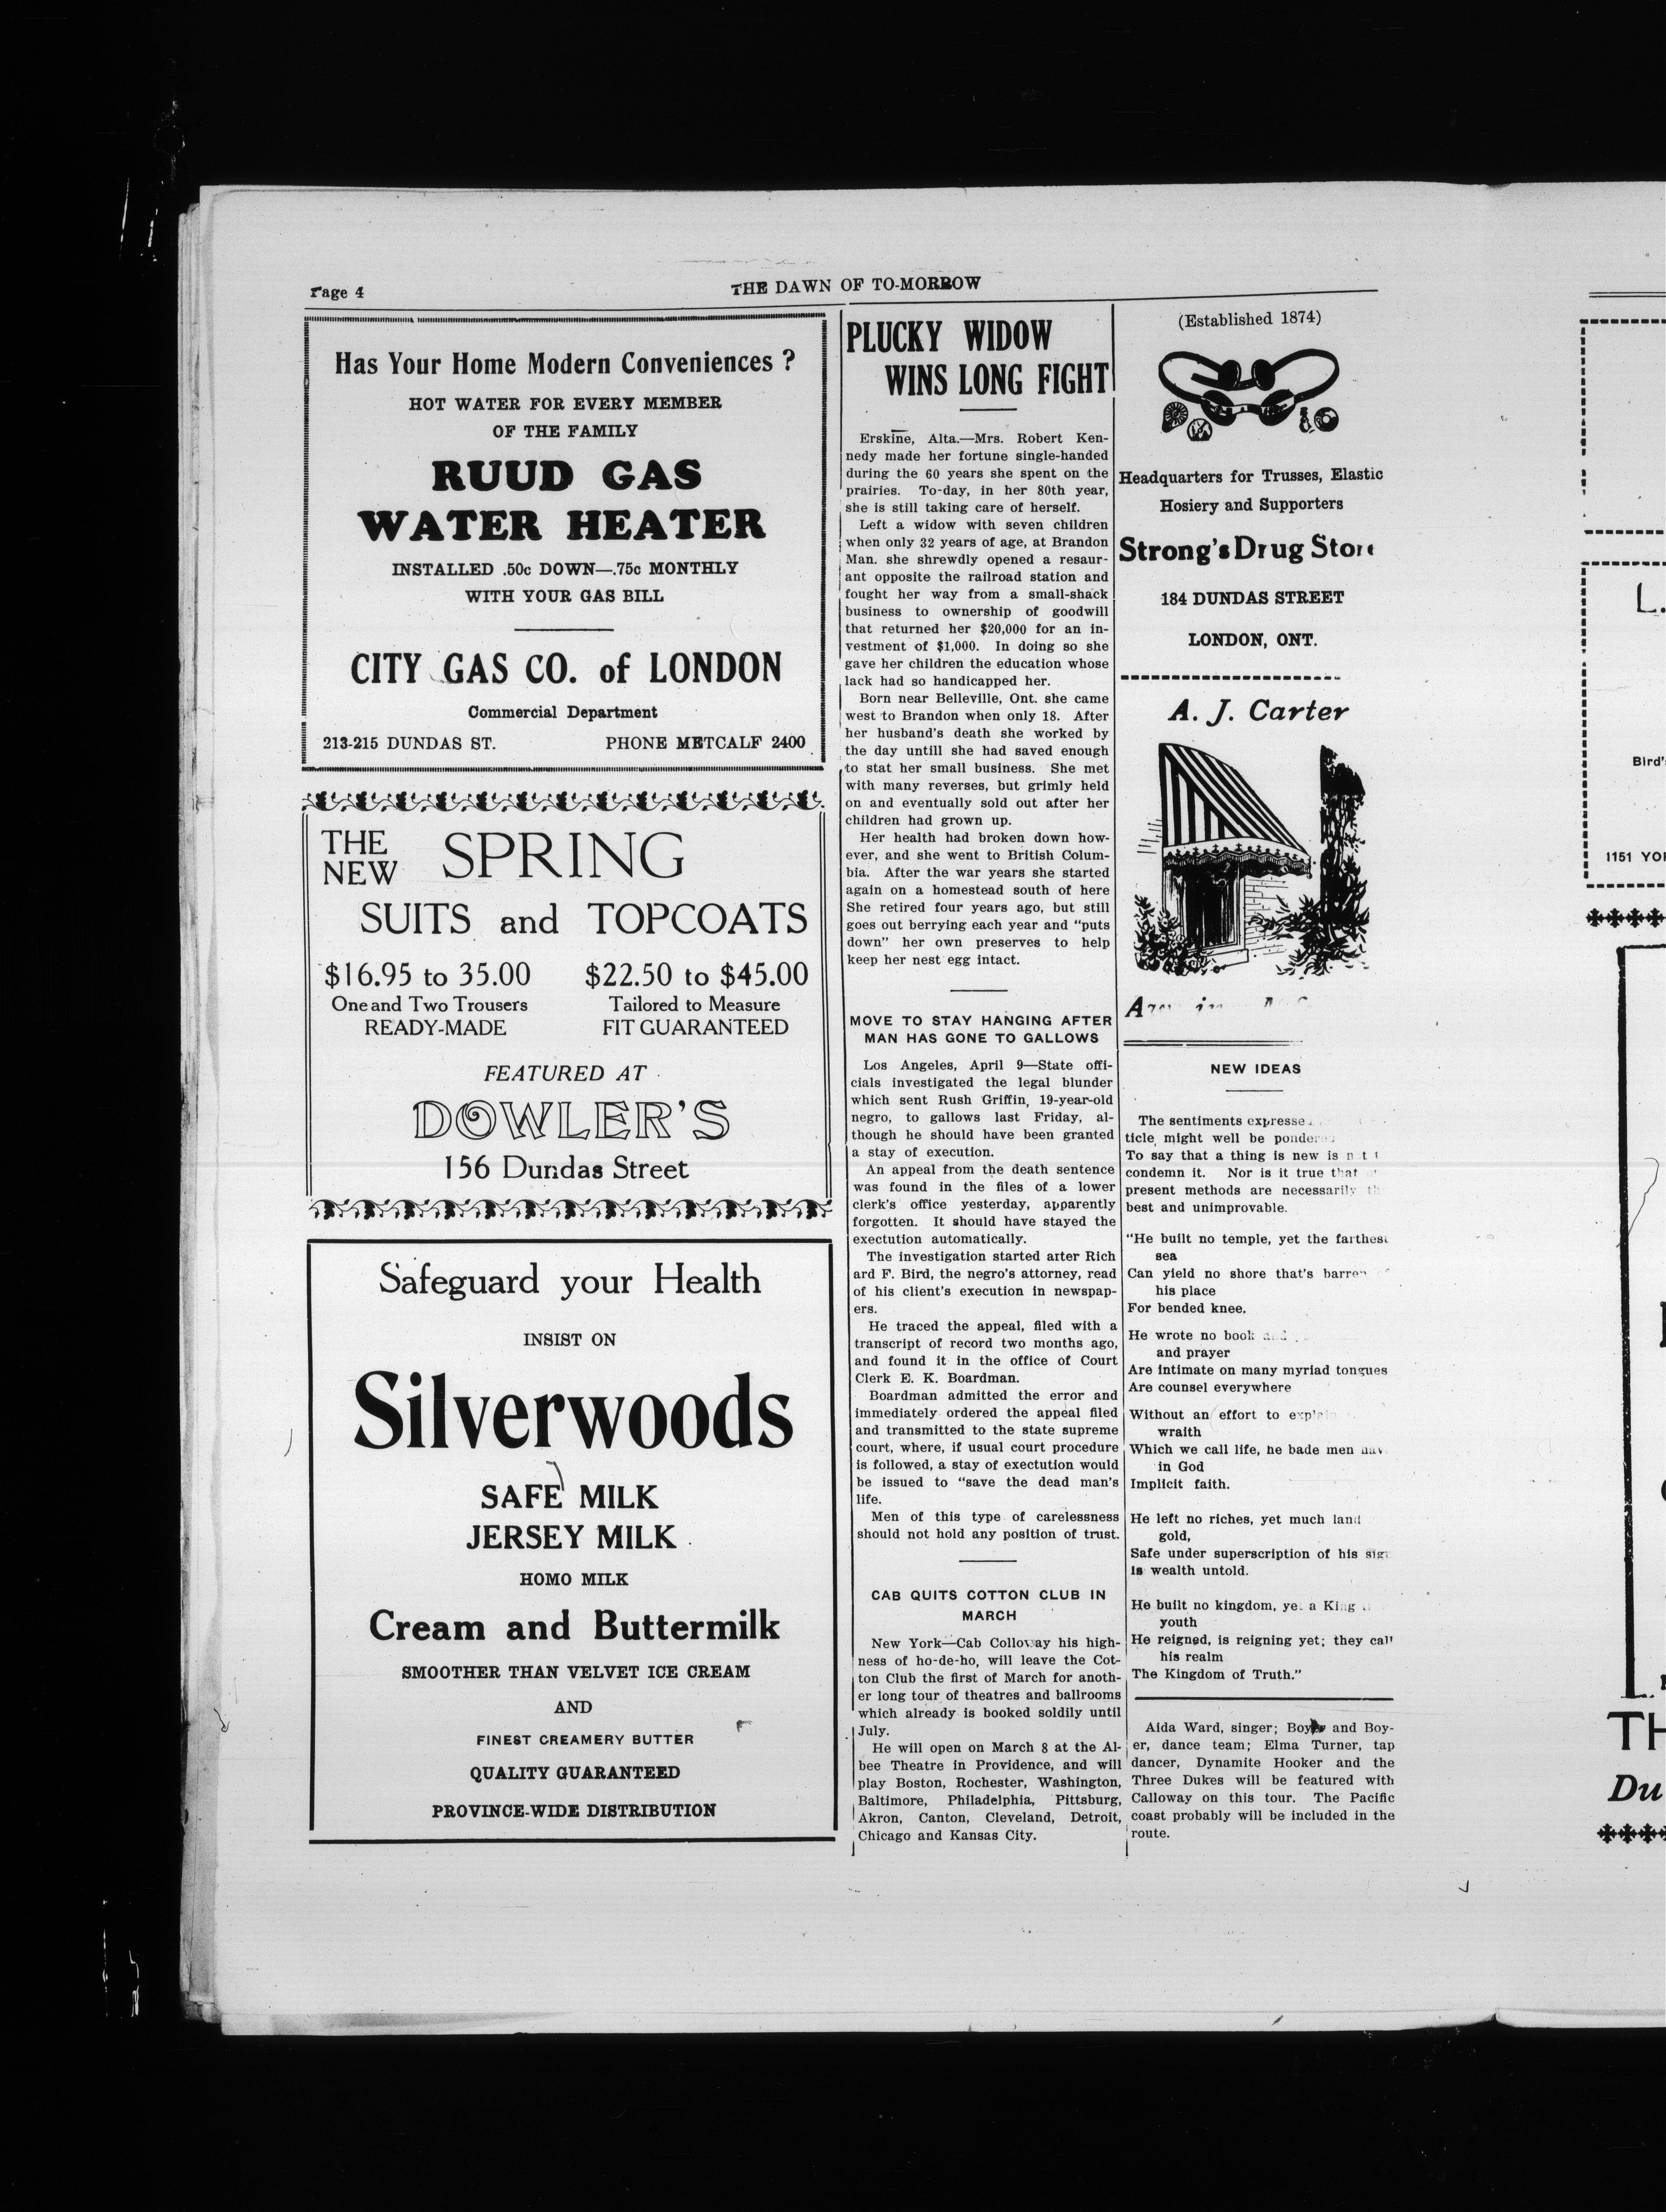 Page 4
THE DAWN OF TO-MORROW
Has Your Home Modern Conveniences ?
HOT WATER FOR EVERY MEMBER
OF THE FAMILY
RUUD GAS
WATER HEATER
INSTALLED .50c DOWN—.75c MONTHLY
WITH YOUR GAS BILL
CITY GAS CO. of LONDON
Commercial Department
213-215 DUNDAS ST. PHONE METCALF 2400
THE
NEW
SPRING
SUITS and TOPCOATS
$16.95 to 35.00 $22.50 to $45.00
One and Two Trousers Tailored to Measure
READY-MADE FIT GUARANTEED
FEATURED AT
DOWLER'S
156 Dundas Street
Safeguard your Health
INSIST ON
Silverwoods
SAFE MILK
JERSEY MILK
HOMO MILK
Cream and Buttermilk
SMOOTHER THAN VELVET ICE CREAM
AND
FINEST CREAMERY BUTTER
QUALITY GUARANTEED
PROVINCE-WIDE DISTRIBUTION
PLUCKY WIDOW
WINS LONG FIGHT
Erskine, Alta.—Mrs. Robert Ken-
nedy made her fortune single-handed
during the 60 years she spent on the
prairies. To-day, in her 80th year,
she is still taking care of herself.
Left a widow with seven children
when only 32 years of age, at Brandon
Man. she shrewdly opened a resaur-
ant opposite the railroad station and
fought her way from a small-shack
business to ownership of goodwill
that returned her $20,000 for an in-
vestment of $1,000. In doing so she
gave her children the education whose
lack had so handicapped her.
Born near Belleville, Ont. she came
west to Brandon when only 18. After
her husband's death she worked by
the day untill she had saved enough
to stat her small business. She met
with many reverses, but grimly held
on and eventually sold out after her
children had grown up.
Her health had broken down how-
ever, and she went to British Colum-
bia. After the war years she started
again on a homestead south of here
She retired four years ago, but still
goes out berrying each year and "puts
down" her own preserves to help
keep her nest egg intact.
MOVE TO STAY HANGING AFTER
MAN HAS GONE TO GALLOWS
Los Angeles, April 9—State offi-
cials investigated the legal blunder
which sent Rush Griffin, 19-year-old
negro, to gallows last Friday, al-
though he should have been granted
a stay of execution.
An appeal from the death sentence
was found in the files of a lower
clerk's office yesterday, apparently
forgotten. It should have stayed the
exectution automatically.
The investigation started atter Rich
ard F. Bird, the negro's attorney, read
of his client's execution in newspap-
ers.
He traced the appeal, filed with a
transcript of record two months ago,
and found it in the office of Court
Clerk E. K. Boardman.
Boardman admitted the error and
immediately ordered the appeal filed
and transmitted to the state supreme
court, where, if usual court procedure
is followed, a stay of exectution would
be issued to "save the dead man's
life.
Men of this type of carelessness
should not hold any position of trust.
CAB QUITS COTTON CLUB IN
MARCH
New York—Cab Colloway his high-
ness of ho-de-ho, will leave the Cot-
ton Club the first of March for anoth-
er long tour of theatres and ballrooms
which already is booked soldily until
July.
He will open on March 8 at the Al-
bee Theatre in Providence, and will
play Boston, Rochester, Washington,
Baltimore, Philadelphia, Pittsburg,
Akron, Canton, Cleveland, Detroit,
Chicago and Kansas City.
(Established 1874)
Headquarters for Trusses, Elastic
Hosiery and Supporters
Strong's Drug Store
184 DUNDAS STREET
LONDON, ONT.
A. J. Carter
NEW IDEAS
The sentiments expresse
ticle might well be ponder
To say that a thing is new is not t
condemn it. Nor is it true that
present methods are necessarily th
best and unimprovable.
"He built no temple, yet the farthest
sea
Can yield no shore that's barren of
his place
For bended knee.
He wrote no book and
and prayer
Are intimate on many myriad tongues
Are counsel everywhere
Without an effort to explain
wraith
Which we call life, he bade men hav
in God
Implicit faith.
He left no riches, yet much land
gold,
Safe under superscription of his sign
is wealth untold.
He built no kingdom, yet a King
youth
He reigned, is reigning yet; they call
his realm
The Kingdom of Truth."
Aida Ward, singer; Boyer and Boy-
er, dance team; Elma Turner, tap
dancer, Dynamite Hooker and the
Three Dukes will be featured with
Calloway on this tour. The Pacific
coast probably will be included in the
route.
L.
Bird'
1151 YO
TH
Du